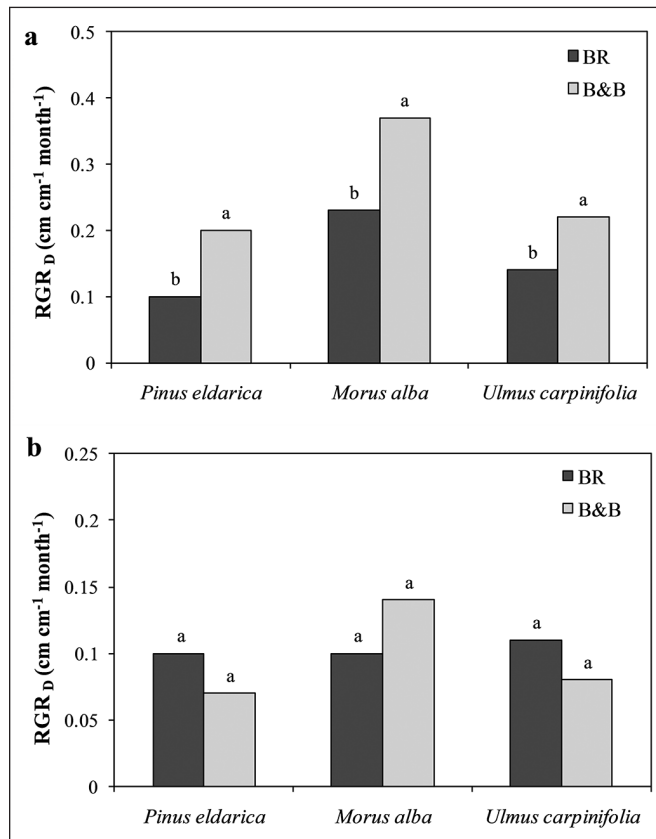 a
0.5
0.4
0.3
0.2
0.1
0
RGR D (cm cm-1 month-1)
BR
B&B
b
a
b
a
b
a
Pinus eldarica
Morus alba
Ulmus carpinifolia
b
0.25
0.2
0.15
0.1
0.05
0
RGR D (cm cm-1 month-1)
BR
B&B
a
a
a
a
a
a
Pinus eldarica
Morus alba
Ulmus carpinifolia